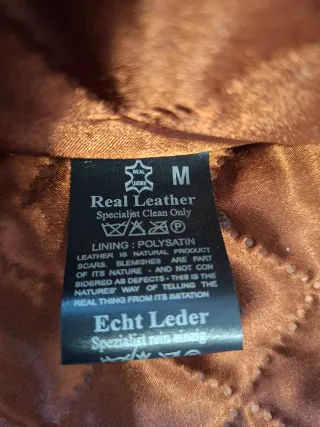 REAL
LEATHER
M
Real Leather
Specialist Clean Only
P
LINING : POLYSATIN
LEATHER IS NATURAL PRODUCT
SCARS, BLEMISHES ARE PART
OF ITS NATURE - AND NOT CON
SIDERED AS DEFECTS - THIS IS THE
NATURES' WAY OF TELLING THE
REAL THING FROM ITS IMITATION
Echt Leder
Spezialist rein einzig